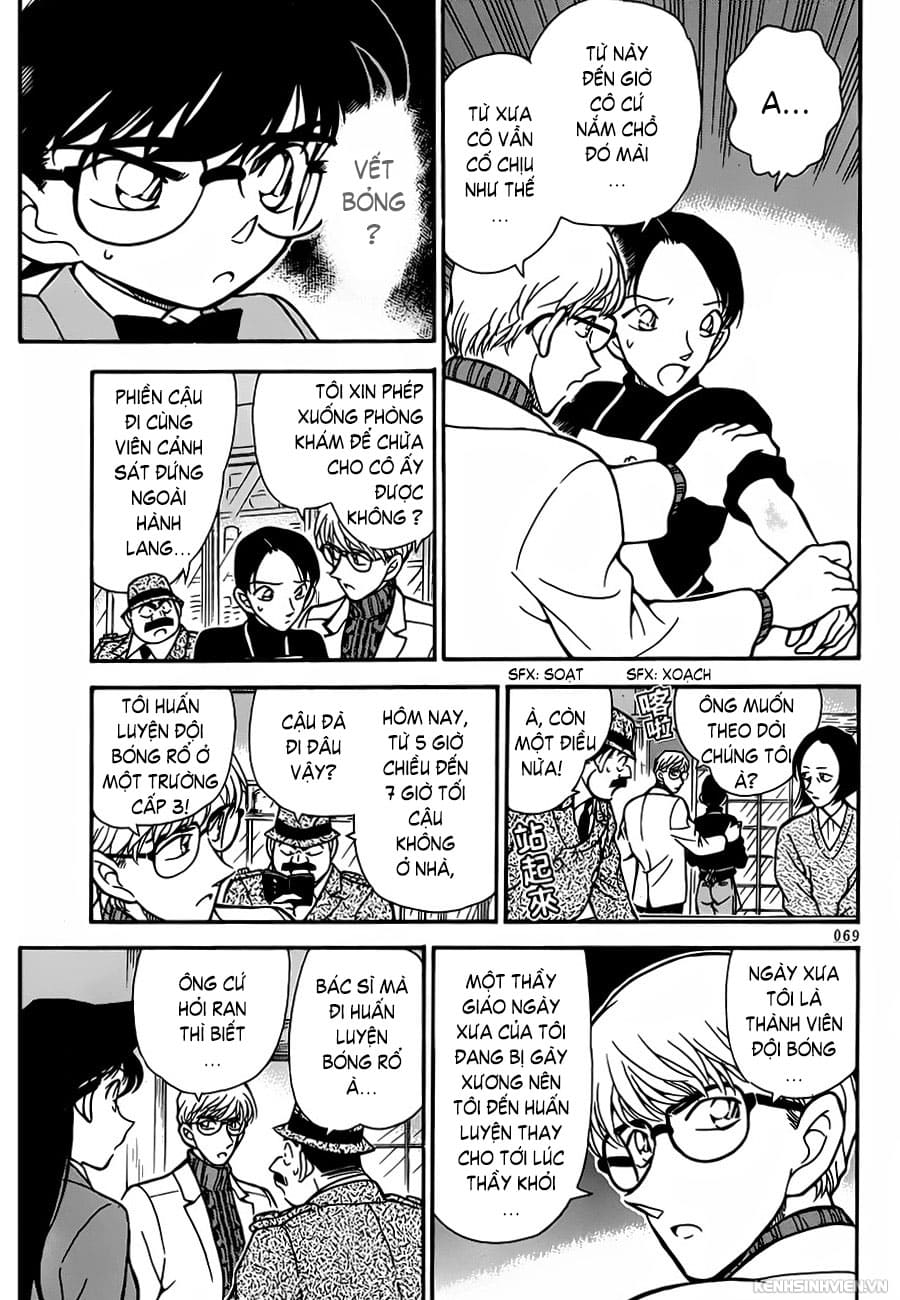 A...
TỪ NÀY
ĐẾN GIỜ
CÔ CỨ
NẮM CHỖ
ĐÓ MÃI
...
TỪ XƯA
CÔ VẪN
CỐ CHỊU
NHƯ THẾ
...
VẾT
BỎNG
?
TÔI XIN PHÉP
XUỐNG PHÒNG
KHÁM ĐỂ CHỮA
CHO CÔ ẤY
ĐƯỢC
KHÔNG ?
PHIỀN CẬU
ĐI CÙNG
VIÊN CẢNH
SÁT ĐỨNG
NGOÀI
HÀNH
LANG...
SFX: SOẠT
SFX: XOẠCH
ÔNG MUỐN
THEO DÕI
CHÚNG TÔI
À?
哆啦
À, CÒN
MỘT ĐIỀU
NỮA!
站起來
HÔM NAY,
TỪ 5 GIỜ
CHIỀU ĐẾN
7 GIỜ TỐI
CẬU
KHÔNG
Ở NHÀ,
CẬU ĐÃ
ĐI ĐÂU
VẬY?
TÔI HUẤN
LUYỆN ĐỘI
BÓNG RỔ Ở
MỘT TRƯỜNG
CẤP 3!
069
NGÀY XƯA
TÔI LÀ
THÀNH VIÊN
ĐỘI BÓNG
...
MỘT THẦY
GIÁO NGÀY
XƯA CỦA TÔI
ĐANG BỊ GÃY
XƯƠNG NÊN
TÔI ĐẾN HUẤN
LUYỆN THAY
CHO TỚI LÚC
THẦY KHỎI
...
BÁC SĨ MÀ
ĐI HUẤN
LUYỆN
BÓNG RỔ
À...
ÔNG CỨ
HỎI RAN
THÌ BIẾT
...
KENHSINHVIEN.VN